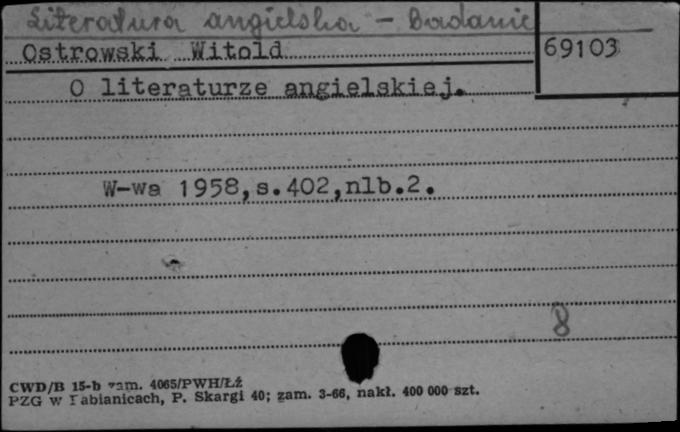 Literatura angielska - Badanie
Ostrowski Witold
69103
O literaturze angielskiej.
W-wa 1958,s.402,nlb.2.
8
CWD/B 15-b zam. 4065/PWH/Łź
PZG w Pabianicach, P. Skargi 40; zam. 3-66, nakł. 400 000 szt.